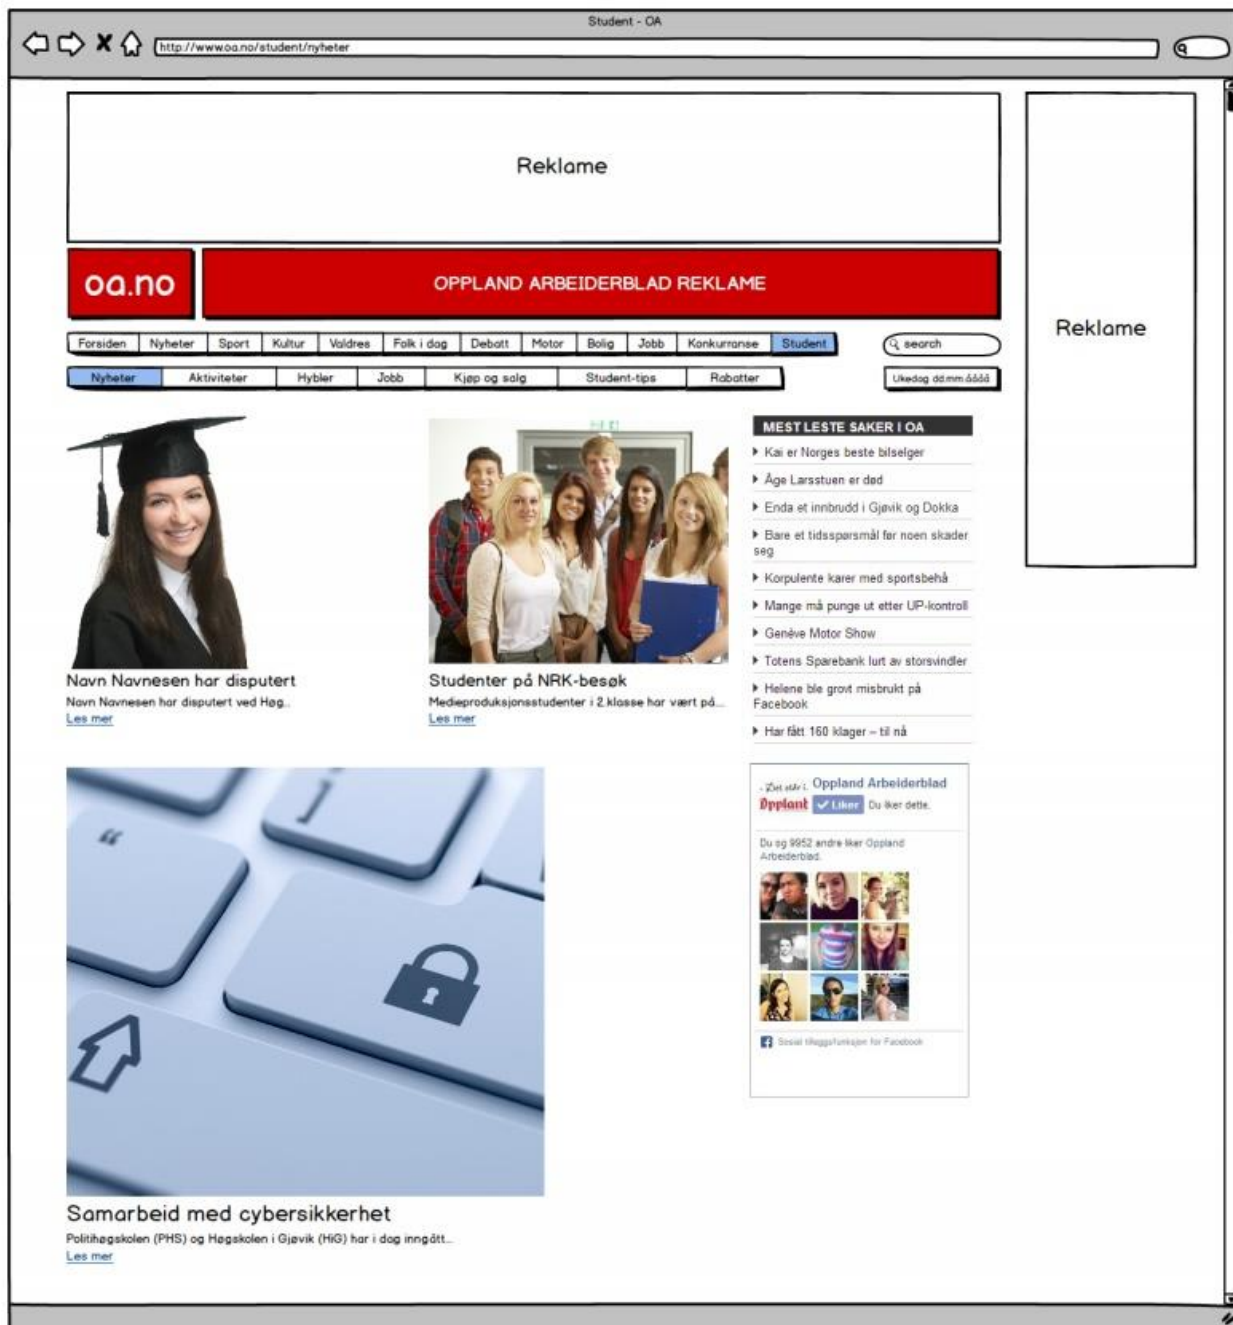 Student - OA
http://www.oa.no/student/nyheter
Reklame
Reklame
oa.no
OPPLAND ARBEIDERBLAD REKLAME
Forsiden Nyheter Sport Kultur Valdres Folk i dag Debatt Motor Bolig Jobb Konkurranse Student
search
Nyheter Aktiviteter Hybler Jobb Kjøp og salg Student-tips Rabatter
Ukedag dd.mm.åååå
Navn Navnesen har disputert
Navn Navnesen har disputert ved Høg...
Les mer
Studenter på NRK-besøk
Medieproduksjonsstudenter i 2.klasse har vært på...
Les mer
MEST LESTE SAKER I OA
Kai er Norges beste bilselger
Åge Larsstuen er død
Enda et innbrudd i Gjøvik og Dokka
Bare et tidsspørsmål før noen skader
seg
Korpulente karer med sportsbehå
Mange må punge ut etter UP-kontroll
Genève Motor Show
Totens Sparebank lurt av storsvindler
Helene ble grovt misbrukt på
Facebook
Har fått 160 klager – til nå
Oppland Arbeiderblad
Liker Du liker dette.
Du og 9952 andre liker Oppland
Arbeiderblad.
Sosial tilleggsfunksjon for Facebook
Samarbeid med cybersikkerhet
Politihøgskolen (PHS) og Høgskolen i Gjøvik (HiG) har i dag inngått...
Les mer